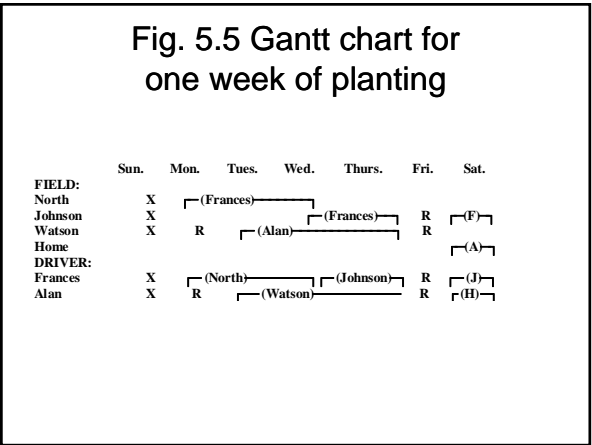 Fig. 5.5 Gantt chart for
one week of planting
Sun. Mon. Tues. Wed. Thurs. Fri. Sat.
FIELD:
North X (Frances)
Johnson X (Frances) R (F)
Watson X R (Alan) R
Home (A)
DRIVER:
Frances X (North) (Johnson) R (J)
Alan X R (Watson) R (H)